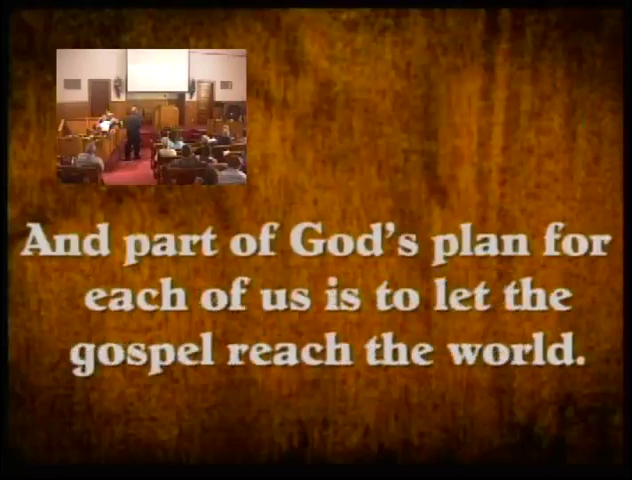 And part of God's plan for
each of us is to let the
gospel reach the world.